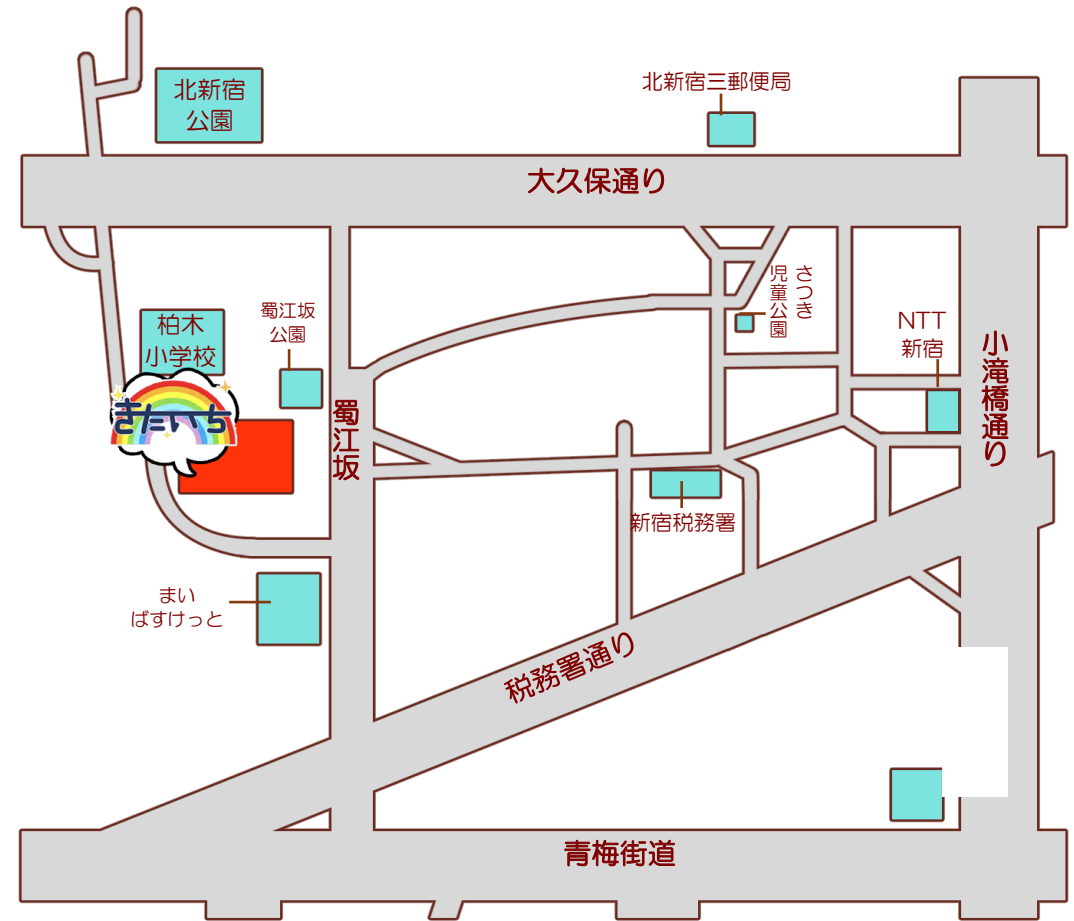 北新宿
公園
北新宿三郵便局
大久保通り
さつき
児童公園
蜀江坂
公園
柏木
小学校
NTT
新宿
小滝橋通り
きたいち
蜀江坂
新宿税務署
まい
ばすけっと
税務署通り
青梅街道